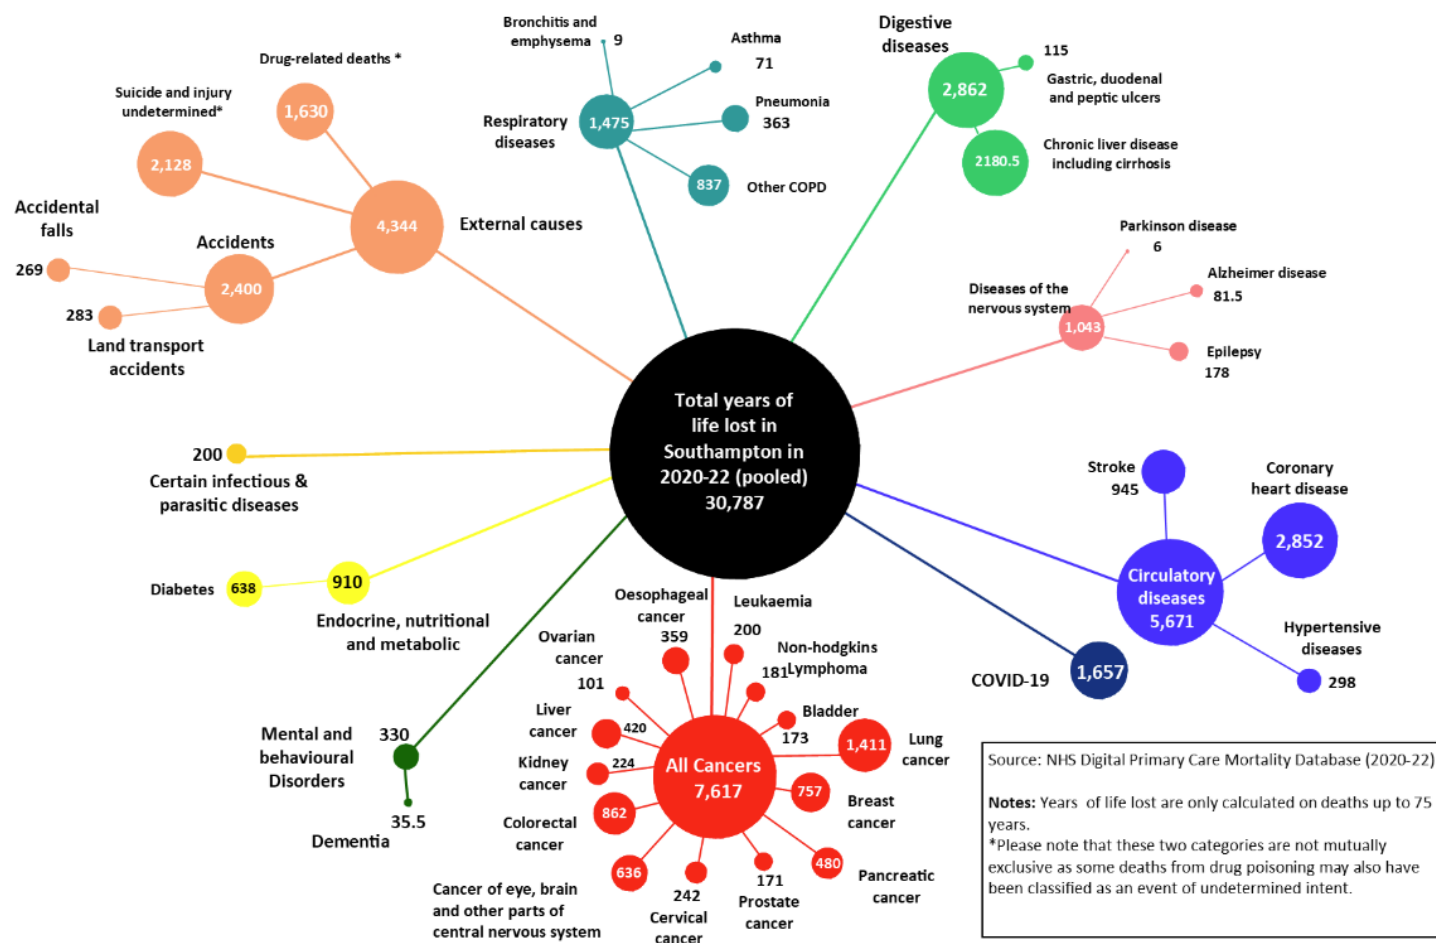 Bronchitis and
emphysema
9
Asthma
71
Pneumonia
363
Respiratory
diseases
1,475
837
Other COPD
Digestive
diseases
2,862
115
Gastric, duodenal
and peptic ulcers
2180.5
Chronic liver disease
including cirrhosis
Drug-related deaths *
1,630
Suicide and injury
undetermined*
2,128
4,344
External causes
Accidental
falls
269
Accidents
2,400
283
Land transport
accidents
Parkinson disease
6
Alzheimer disease
81.5
Diseases of the
nervous system
1,043
Epilepsy
178
Total years of
life lost in
Southampton in
2020-22 (pooled)
30,787
200
Certain infectious &
parasitic diseases
Diabetes
638
910
Endocrine, nutritional
and metabolic
Stroke
945
Coronary
heart disease
2,852
Circulatory
diseases
5,671
Hypertensive
diseases
298
COVID-19
1,657
Mental and
behavioural
Disorders
330
Dementia
35.5
Oesophageal
cancer
359
Leukaemia
200
Non-hodgkins
Lymphoma
181
Bladder
173
Ovarian
cancer
101
Liver
cancer
420
Kidney
cancer
224
All Cancers
7,617
1,411
Lung
cancer
757
Breast
cancer
Colorectal
cancer
862
636
Cancer of eye, brain
and other parts of
central nervous system
242
Cervical
cancer
171
Prostate
cancer
480
Pancreatic
cancer
Source: NHS Digital Primary Care Mortality Database (2020-22)
Notes: Years of life lost are only calculated on deaths up to 75
years.
*Please note that these two categories are not mutually
exclusive as some deaths from drug poisoning may also have
been classified as an event of undetermined intent.